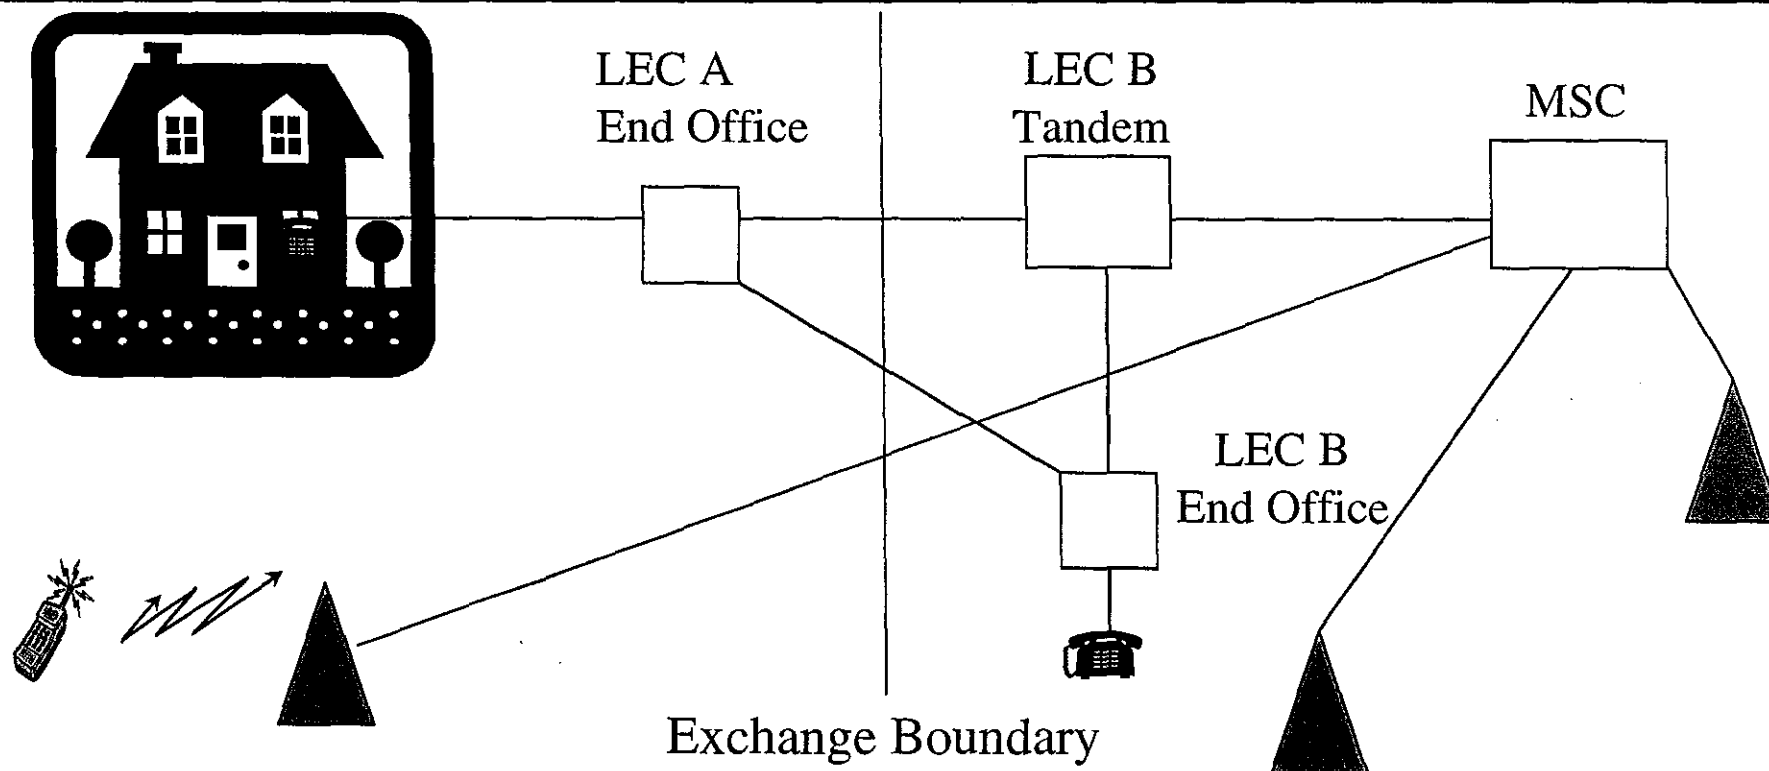 LEC A
End Office
LEC B
Tandem
MSC
LEC B
End Office
Exchange Boundary